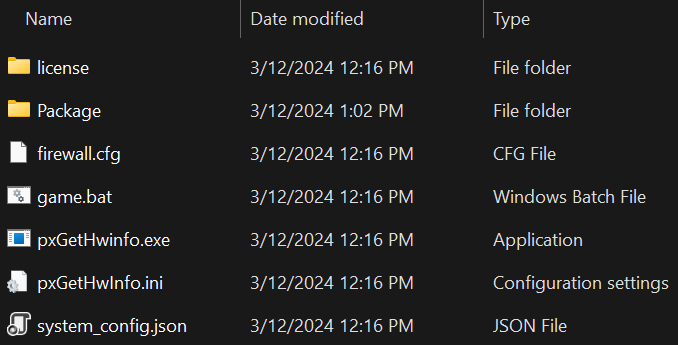 Name Date modified Type
license 3/12/2024 12:16 PM File folder
Package 3/12/2024 1:02 PM File folder
firewall.cfg 3/12/2024 12:16 PM CFG File
game.bat 3/12/2024 12:16 PM Windows Batch File
pxGetHwinfo.exe 3/12/2024 12:16 PM Application
pxGetHwInfo.ini 3/12/2024 12:16 PM Configuration settings
system_config.json 3/12/2024 12:16 PM JSON File